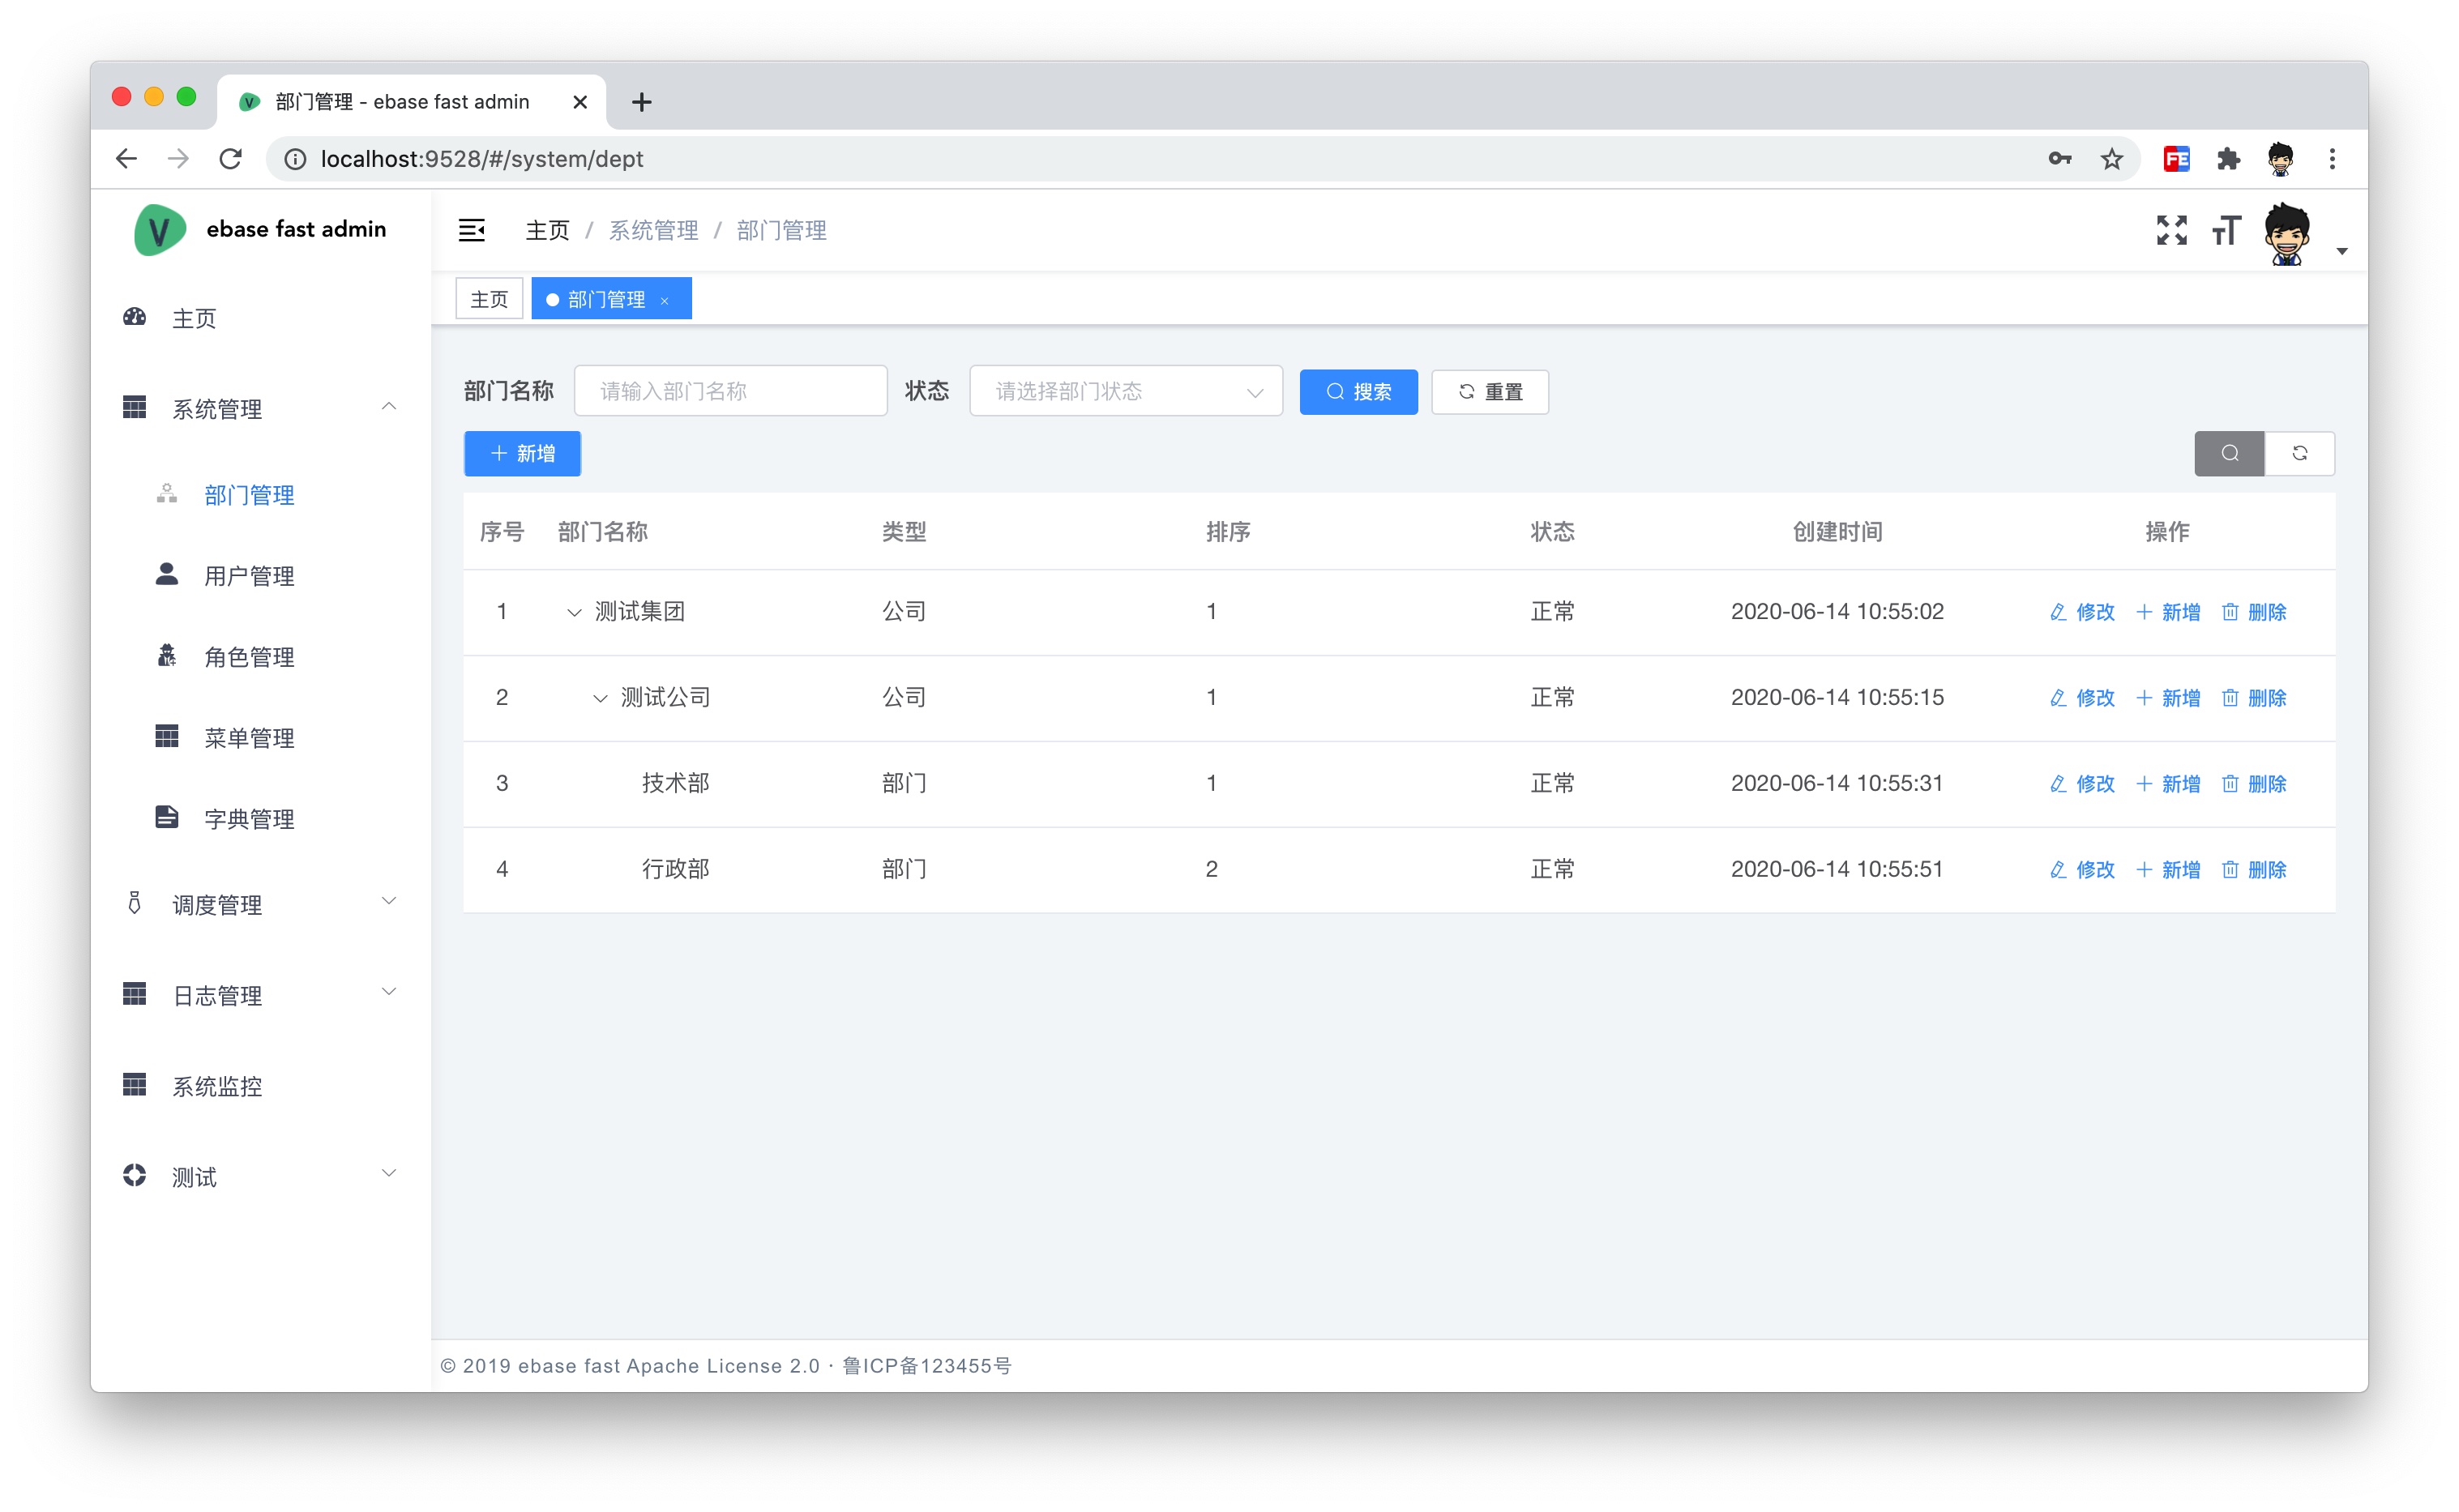 部门管理 - ebase fast admin
localhost:9528/#/system/dept
FE
V ebase fast admin
主页 / 系统管理 / 部门管理
主页 部门管理
主页
系统管理
部门管理
用户管理
角色管理
菜单管理
字典管理
调度管理
日志管理
系统监控
测试
部门名称 请输入部门名称 状态 请选择部门状态 搜索 重置
新增
序号 部门名称 类型 排序 状态 创建时间 操作
1 测试集团 公司 1 正常 2020-06-14 10:55:02 修改 新增 删除
2 测试公司 公司 1 正常 2020-06-14 10:55:15 修改 新增 删除
3 技术部 部门 1 正常 2020-06-14 10:55:31 修改 新增 删除
4 行政部 部门 2 正常 2020-06-14 10:55:51 修改 新增 删除
© 2019 ebase fast Apache License 2.0 · 鲁ICP备123455号